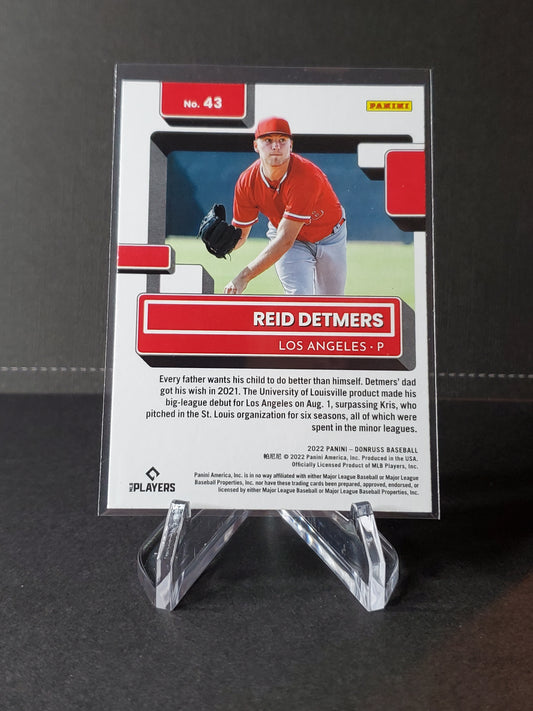 No. 43
PANINI
REID DETMERS
LOS ANGELES · P
Every father wants his child to do better than himself. Detmers' dad
got his wish in 2021. The University of Louisville product made his
big-league debut for Los Angeles on Aug. 1, surpassing Kris, who
pitched in the St. Louis organization for six seasons, all of which were
spent in the minor leagues.
2022 PANINI – DONRUSS BASEBALL
帕尼尼 © 2022 Panini America, Inc. Produced in the USA.
Officially Licensed Product of MLB Players, Inc.
Panini America, Inc. is in no way affiliated with either Major League Baseball or Major League
Baseball Properties, Inc. nor have these trading cards been prepared, approved, endorsed, or
licensed by either Major League Baseball or Major League Baseball Properties, Inc.
MLB PLAYERS